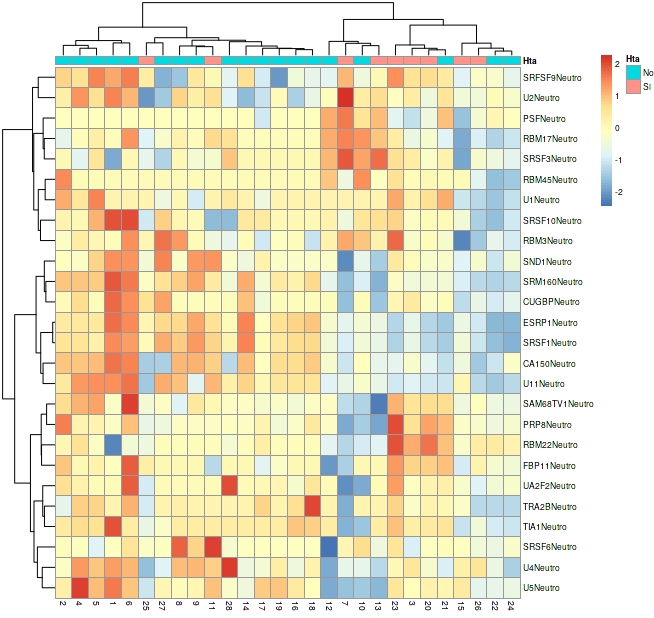 Hta
SRFSF9Neutro
U2Neutro
PSFNeutro
RBM17Neutro
SRSF3Neutro
RBM45Neutro
U1Neutro
SRSF10Neutro
RBM3Neutro
SND1Neutro
SRM160Neutro
CUGBPNeutro
ESRP1Neutro
SRSF1Neutro
CA150Neutro
U11Neutro
SAM68TV1Neutro
PRP8Neutro
RBM22Neutro
FBP11Neutro
UA2F2Neutro
TRA2BNeutro
TIA1Neutro
SRSF6Neutro
U4Neutro
U5Neutro
2 4 5 1 6 25 27 8 9 11 28 14 17 19 16 18 12 7 10 13 23 3 20 21 15 26 22 24
2
1
0
-1
-2
Hta
No
SI